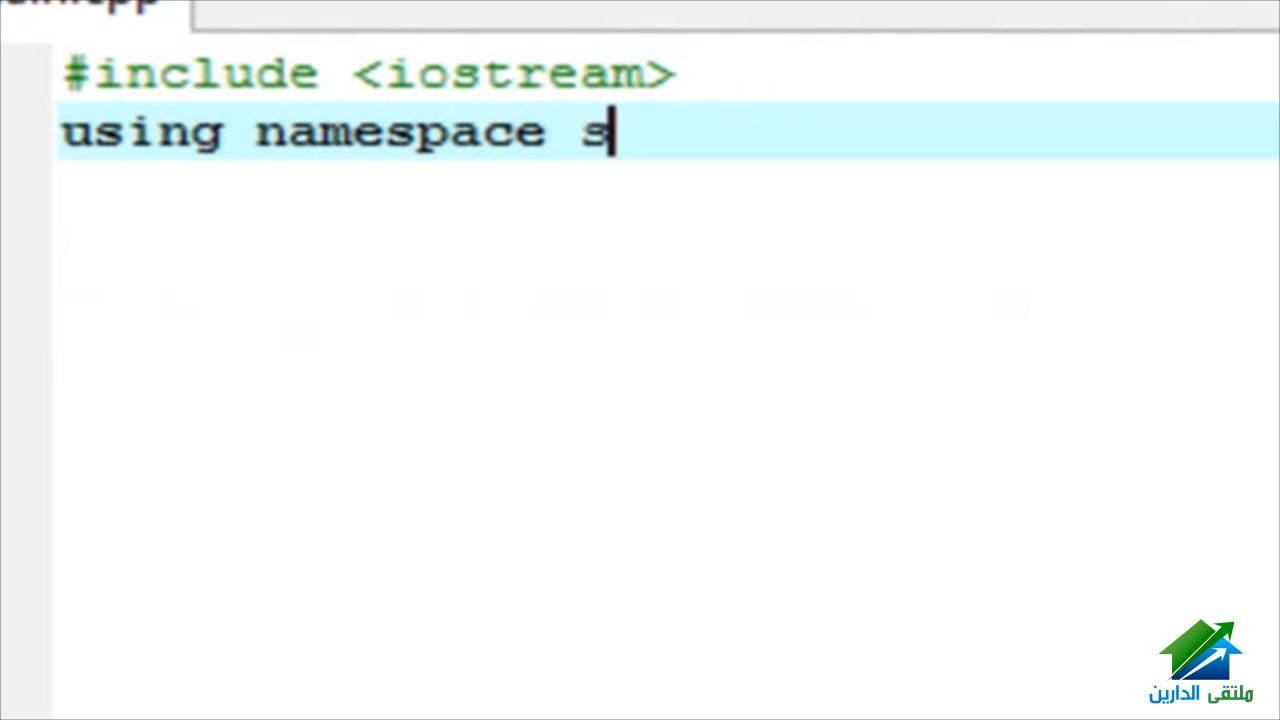 #include <iostream>
using namespace s
ملتقى الدارين